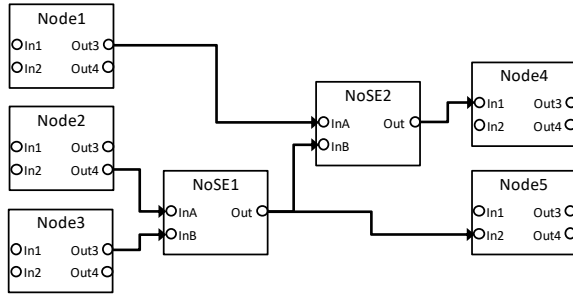 Node1
In1 Out3
In2 Out4
Node2
In1 Out3
In2 Out4
Node3
In1 Out3
In2 Out4
NoSE1
InA Out
InB
NoSE2
InA Out
InB
Node4
In1 Out3
In2 Out4
Node5
In1 Out3
In2 Out4